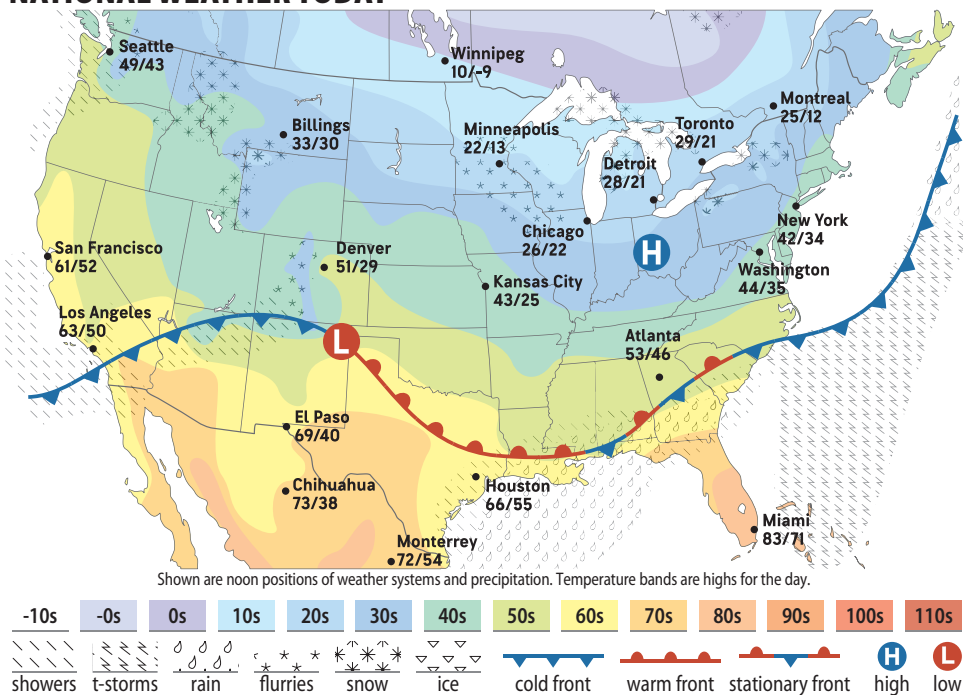 NATIONAL WEATHER TODAY
Seattle
49/43
Winnipeg
10/-9
Billings
33/30
Minneapolis
22/13
Montreal
25/12
Toronto
29/21
Detroit
28/21
Chicago
26/22
New York
42/34
San Francisco
61/52
Denver
51/29
Kansas City
43/25
Washington
44/35
H
Los Angeles
63/50
L
Atlanta
53/46
El Paso
69/40
Chihuahua
73/38
Houston
66/55
Miami
83/71
Monterrey
72/54
Shown are noon positions of weather systems and precipitation. Temperature bands are highs for the day.
-10s -0s 0s 10s 20s 30s 40s 50s 60s 70s 80s 90s 100s 110s
H L
showers t-storms rain flurries snow ice cold front warm front stationary front high low